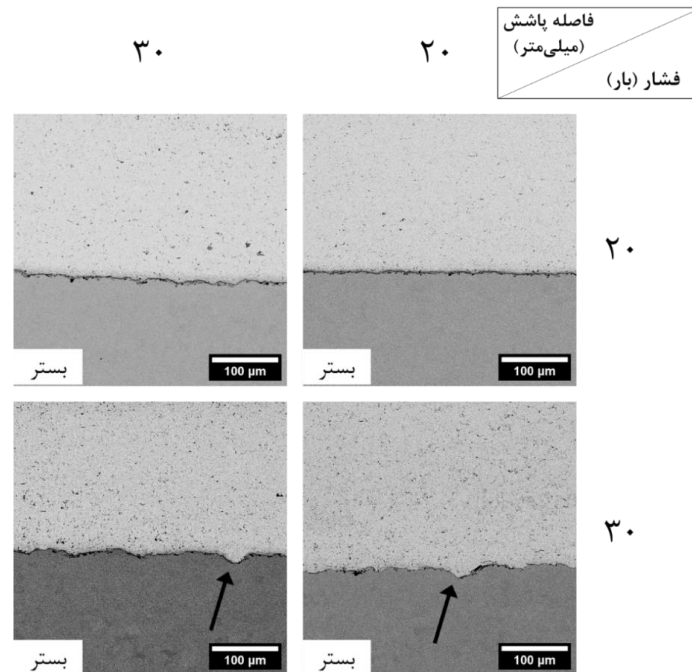 فاصله پاشش
(میلی‌متر)
فشار (بار)
۲۰
۳۰
۲۰
بستر
100 µm
بستر
100 µm
۳۰
بستر
100 µm
بستر
100 µm